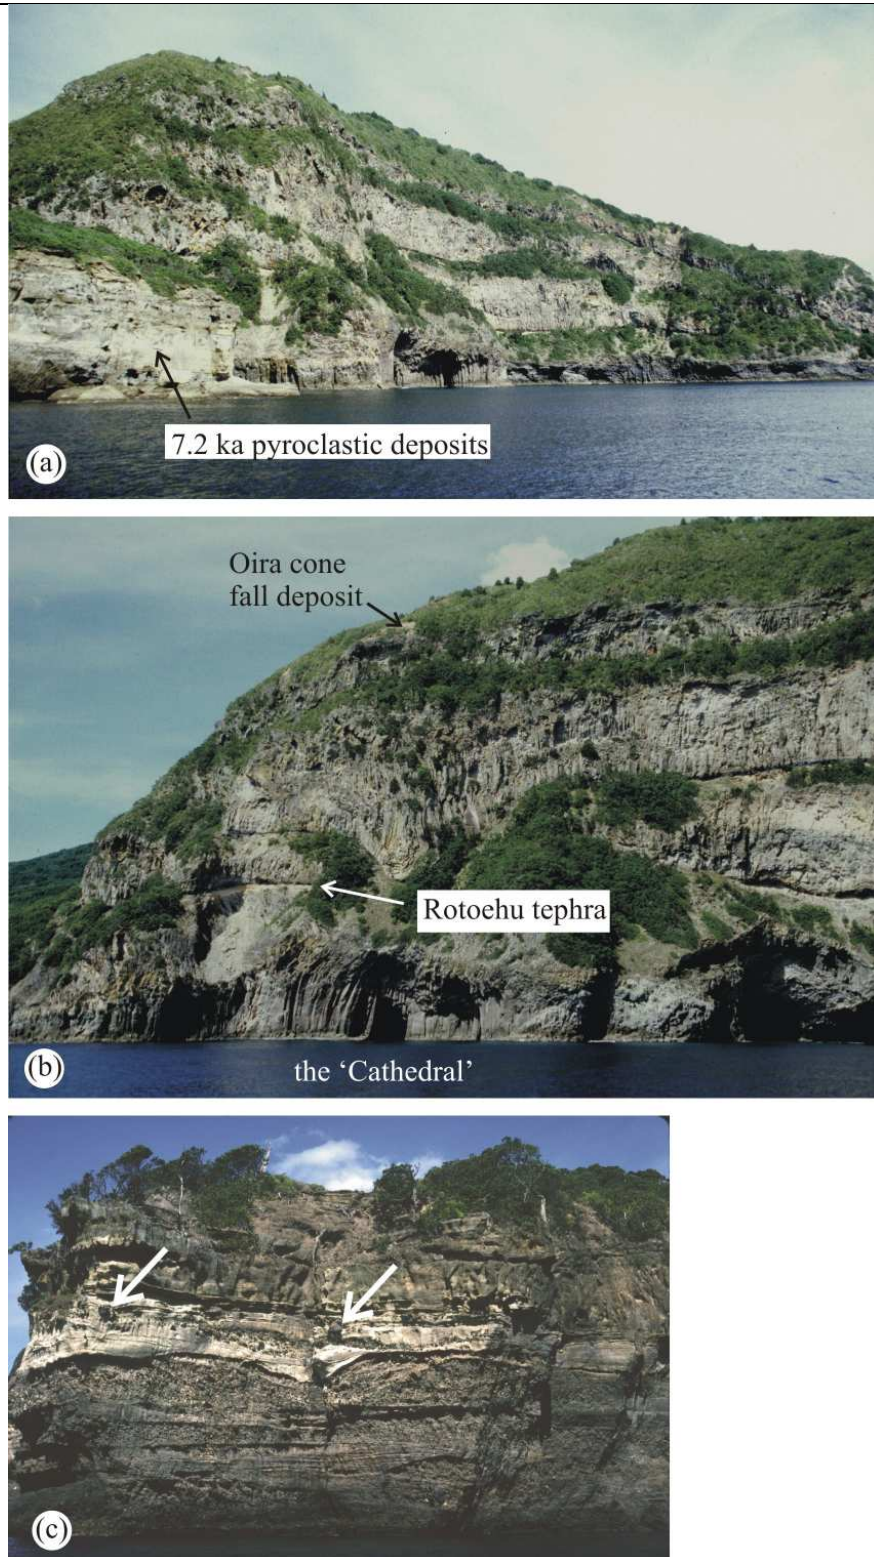 7.2 ka pyroclastic deposits
(a)
Oira cone
fall deposit
Rotoehu tephra
the ‘Cathedral’
(b)
(c)